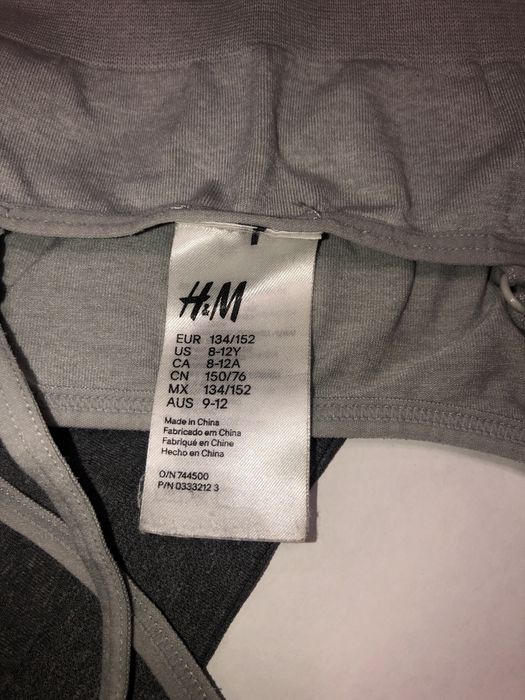 H&M
EUR 134/152
US 8-12Y
CA 8-12A
CN 150/76
MX 134/152
AUS 9-12
Made in China
Fabricado em China
Fabriqué en Chine
Hecho en China
O/N 744500
P/N 0333212 3